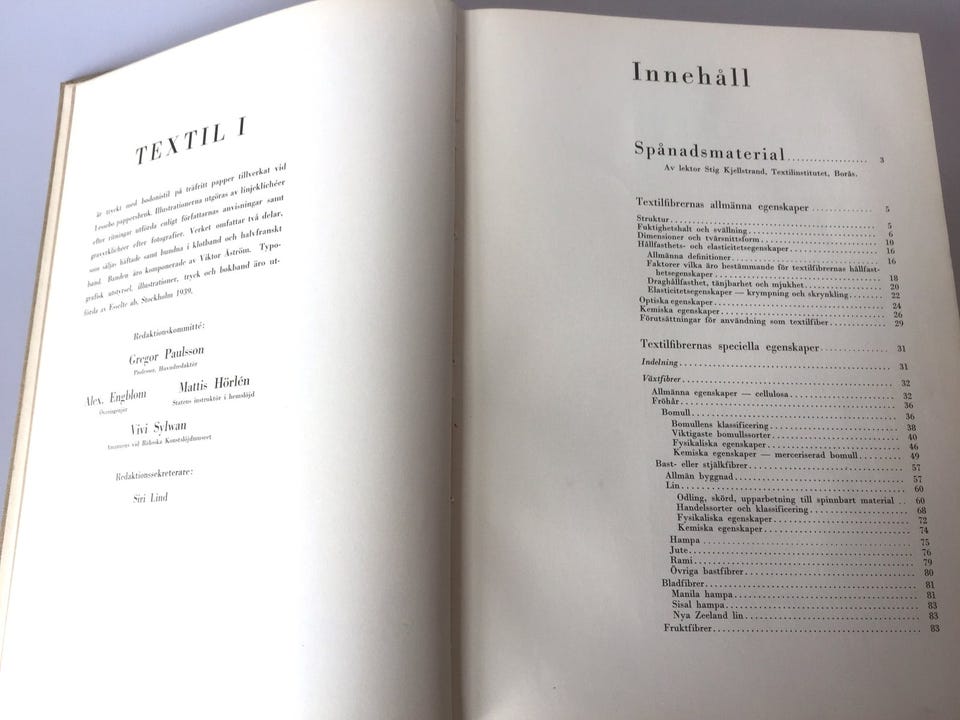 TEXTIL I
är tryckt med bodonistil på träfritt papper tillverkat vid
Lessebo pappersbruk. Illustrationerna utgöras av linjeklichéer
efter ritningar utförda enligt författarnas anvisningar samt
gravyrklichéer efter fotografier. Verket omfattar två delar,
som säljas häftade samt bundna i klotband och halvfranskt
band. Banden äro komponerade av Viktor Åström. Typo-
grafisk utstyrsel, illustrationer, tryck och bokband äro ut-
förda av Esselte ab, Stockholm 1939.
Redaktionskommitté:
Gregor Paulsson
Professor, Huvudredaktör
Alex. Engblom Mattis Hörlén
Överingenjör Statens instruktör i hemslöjd
Vivi Sylwan
Amanuens vid Röhsska Konstslöjdmuseet
Redaktionssekreterare:
Siri Lind
Innehåll
Spånadsmaterial.................... 3
Av lektor Stig Kjellstrand, Textilinstitutet, Borås.
Textilfibrernas allmänna egenskaper .............. 5
Struktur.................... 5
Fuktighetshalt och svällning.................... 6
Dimensioner och tvärsnittsform.................... 10
Hållfasthets- och elasticitetsegenskaper.................... 16
Allmänna definitioner.................... 16
Faktorer vilka äro bestämmande för textilfibrernas hållfast-
hetsegenskaper.................... 18
Draghållfasthet, tänjbarhet och mjukhet.................... 20
Elasticitetsegenskaper — krympning och skrynkling........ 22
Optiska egenskaper.................... 24
Kemiska egenskaper.................... 26
Förutsättningar för användning som textilfiber.............. 29
Textilfibrernas speciella egenskaper.............. 31
Indelning.................... 31
Växtfibrer.................... 32
Allmänna egenskaper — cellulosa.................... 32
Fröhår.................... 36
Bomull.................... 36
Bomullens klassificering.................... 38
Viktigaste bomullssorter.................... 40
Fysikaliska egenskaper.................... 46
Kemiska egenskaper — merceriserad bomull.............. 49
Bast- eller stjälkfibrer.................... 57
Allmän byggnad.................... 57
Lin.................... 60
Odling, skörd, upparbetning till spinnbart material .. 60
Handelssorter och klassificering.................... 68
Fysikaliska egenskaper.................... 72
Kemiska egenskaper.................... 74
Hampa .................... 75
Jute.................... 76
Rami.................... 79
Övriga bastfibrer.................... 80
Bladfibrer.................... 81
Manila hampa.................... 81
Sisal hampa.................... 83
Nya Zeeland lin.................... 83
Fruktfibrer.................... 83